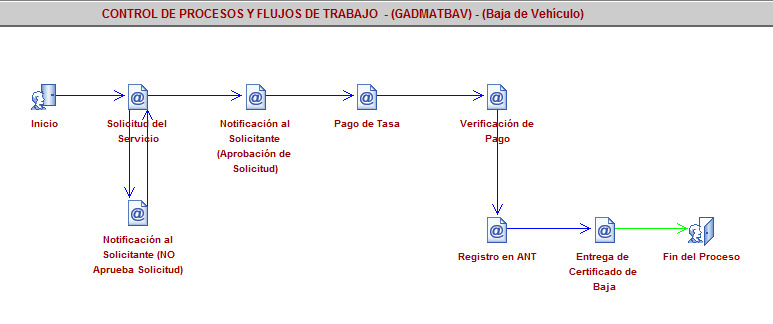 CONTROL DE PROCESOS Y FLUJOS DE TRABAJO - (GADMATBAV) - (Baja de Vehículo)
Inicio
Solicitud del
Servicio
Notificación al
Solicitante
(Aprobación de
Solicitud)
Pago de Tasa
Verificación de
Pago
Notificación al
Solicitante (NO
Aprueba Solicitud)
Registro en ANT
Entrega de
Certificado de
Baja
Fin del Proceso